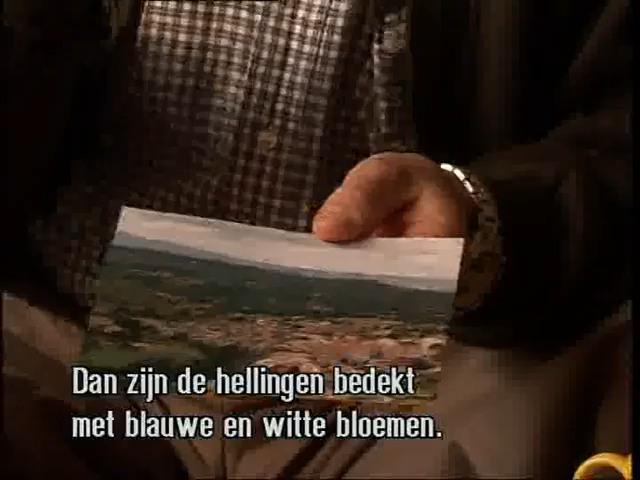 Dan zijn de hellingen bedekt
met blauwe en witte bloemen.